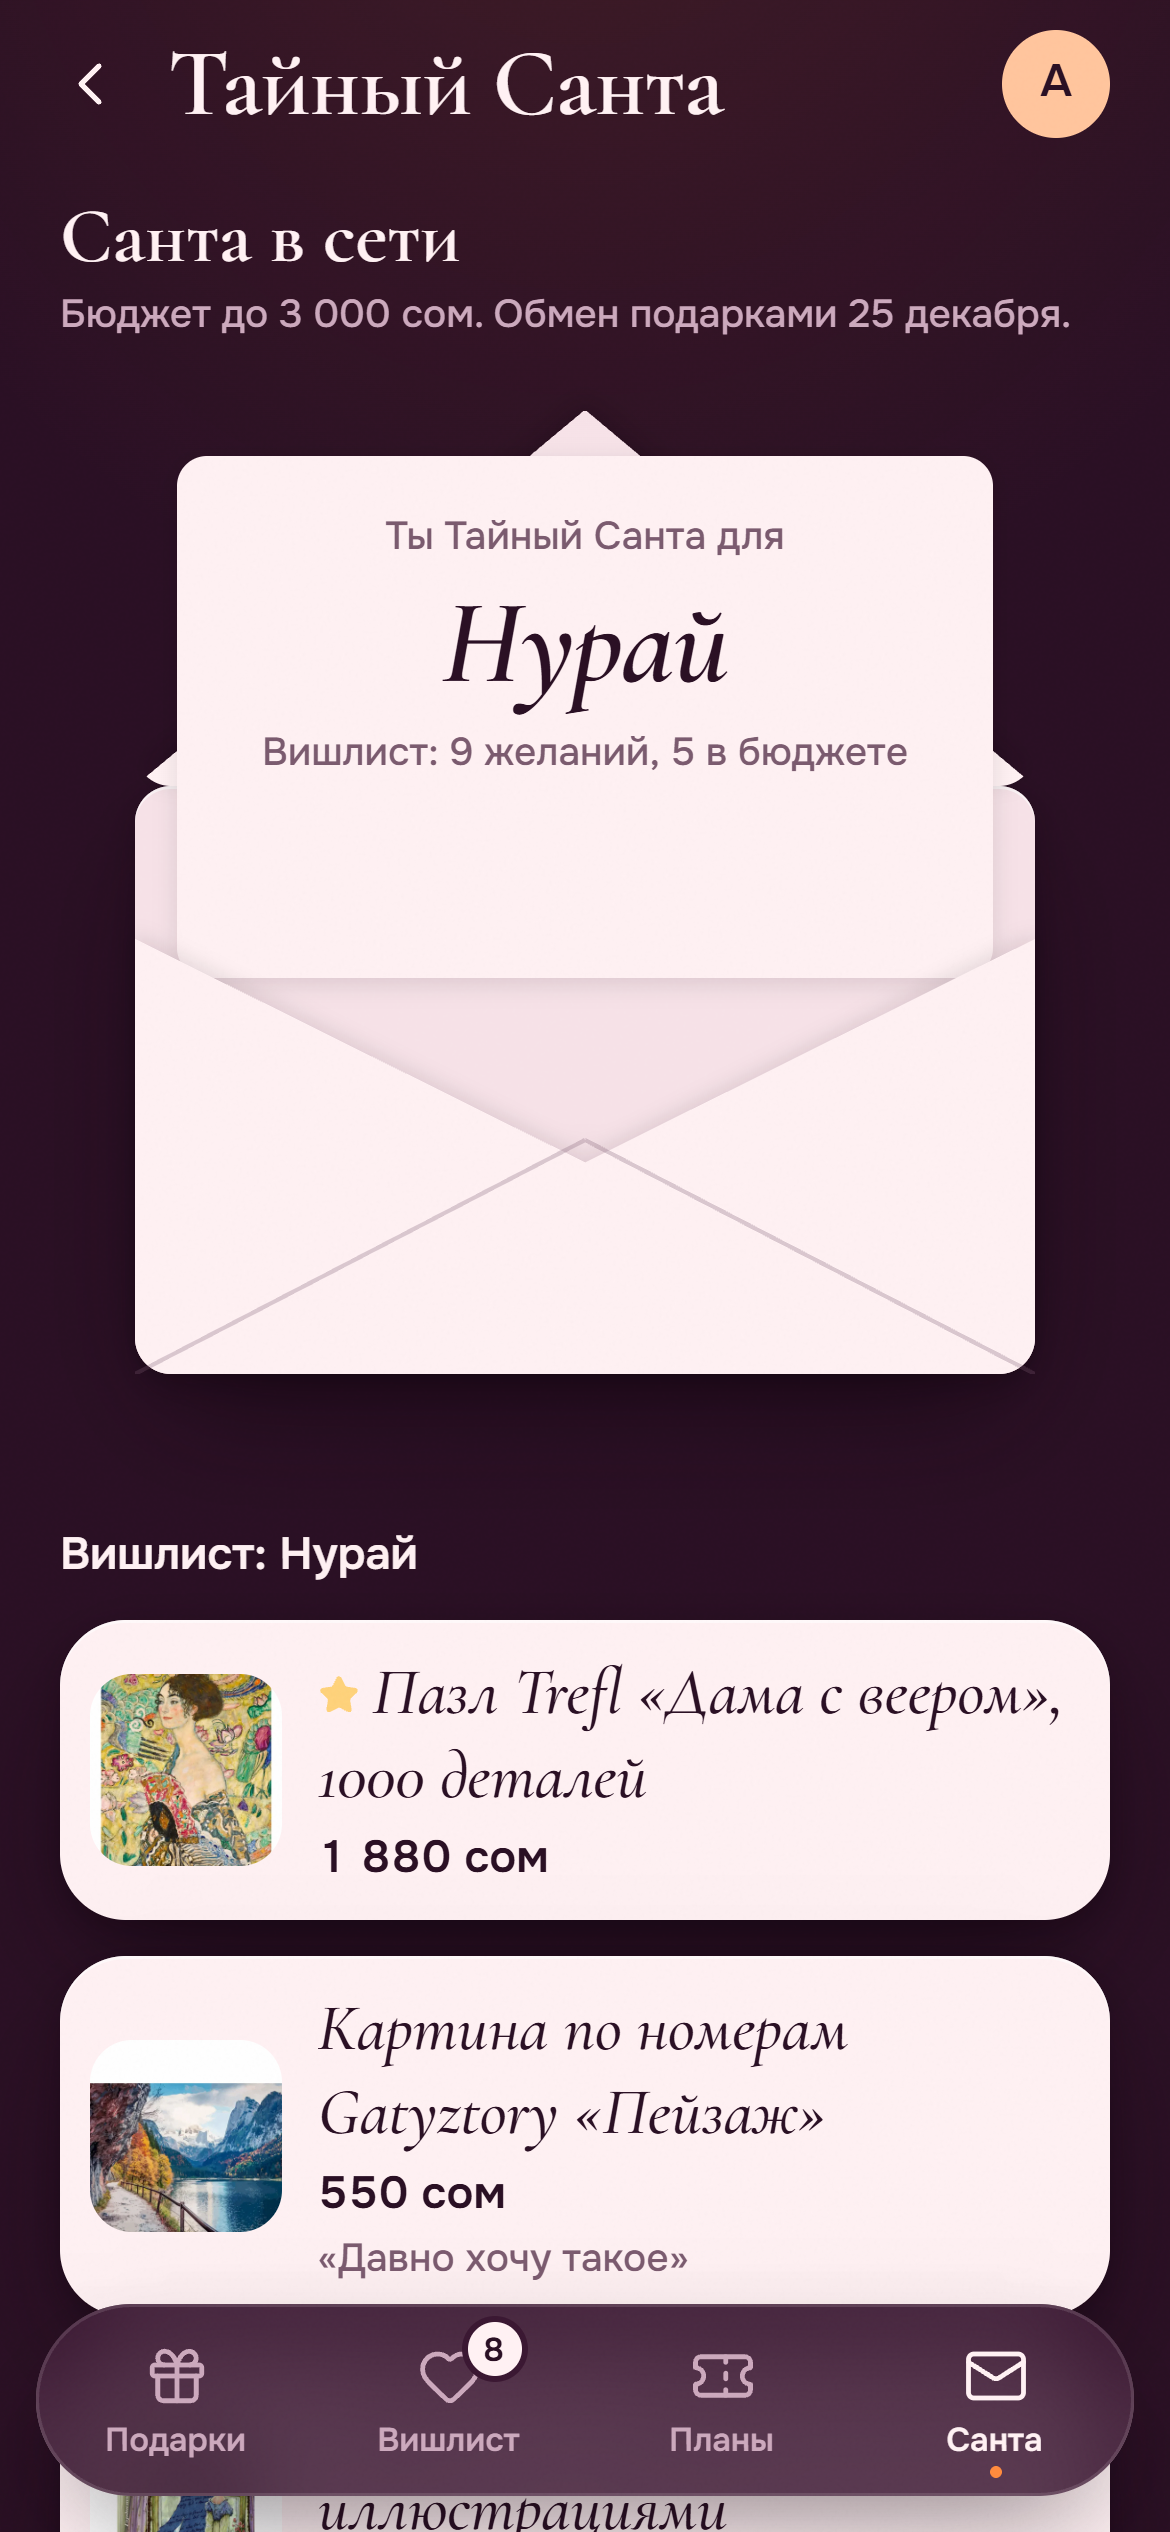 Тайный Санта
A
Санта в сети
Бюджет до 3 000 сом. Обмен подарками 25 декабря.
Ты Тайный Санта для
Нурай
Вишлист: 9 желаний, 5 в бюджете
Вишлист: Нурай
Пазл Trefl «Дама с веером»,
1000 деталей
1 880 сом
Картина по номерам
Gatyztory «Пейзаж»
550 сом
«Давно хочу такое»
8
Подарки
Вишлист
Планы
Санта
иллюстрациями